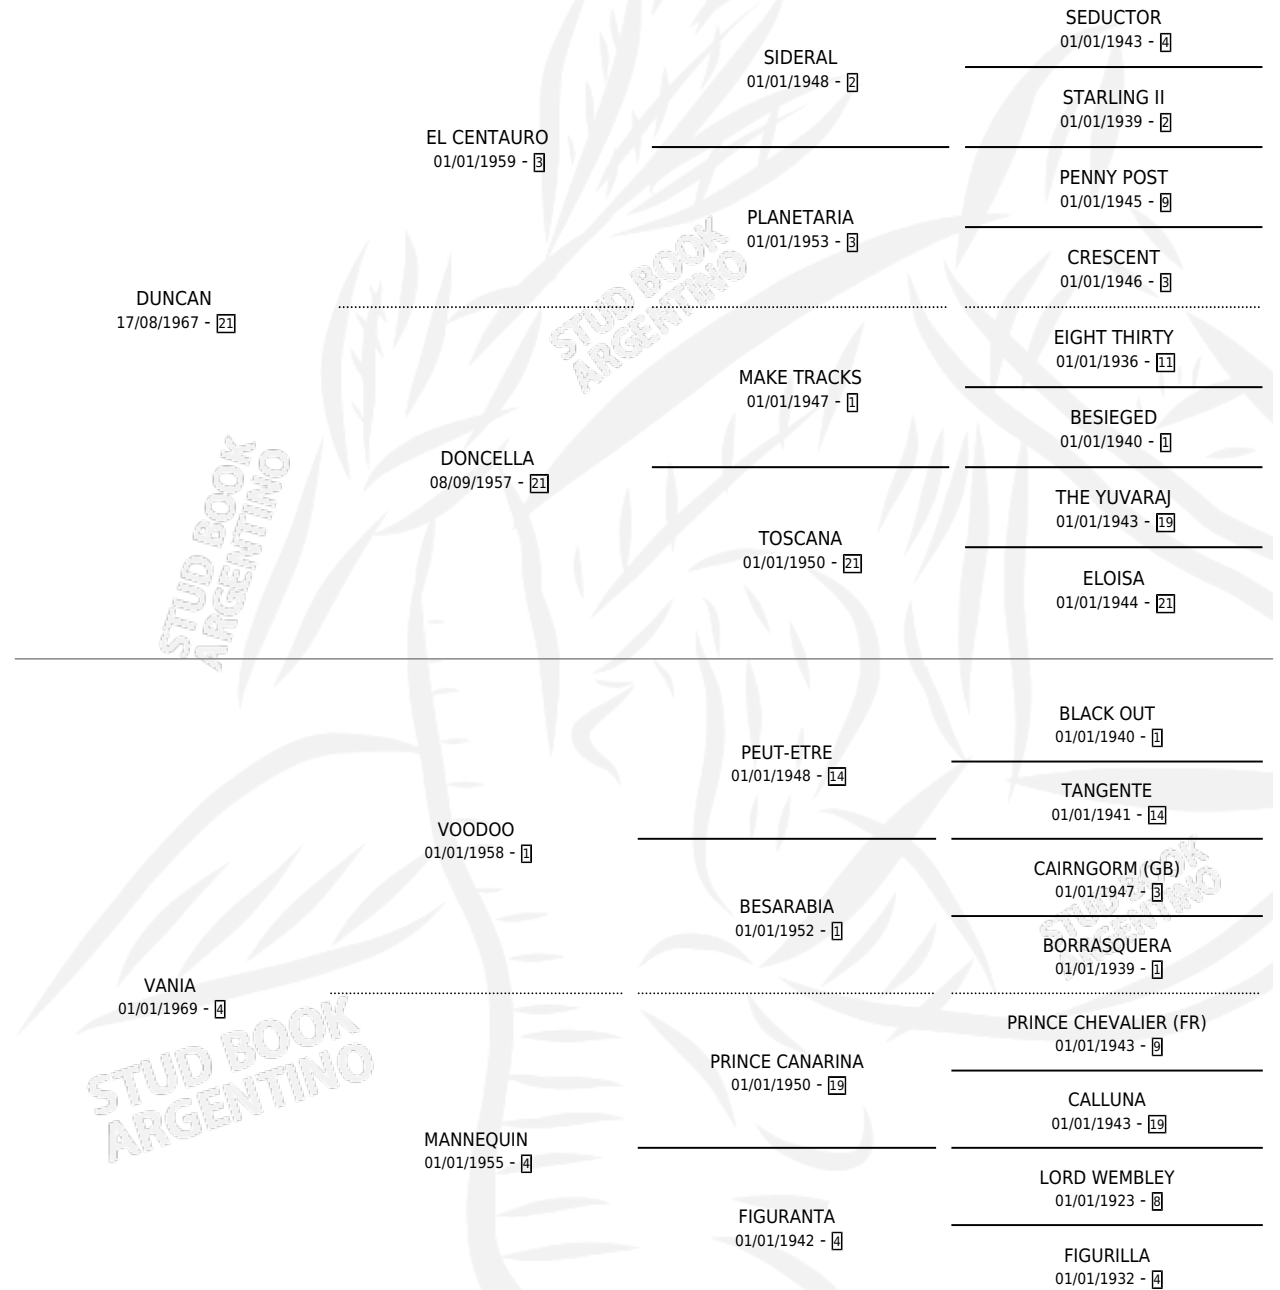 SEDUCTOR
01/01/1943 - 4
SIDERAL
01/01/1948 - 2
STARLING II
01/01/1939 - 2
EL CENTAURO
01/01/1959 - 3
PENNY POST
01/01/1945 - 9
PLANETARIA
01/01/1953 - 3
CRESCENT
01/01/1946 - 3
DUNCAN
17/08/1967 - 21
EIGHT THIRTY
01/01/1936 - 11
MAKE TRACKS
01/01/1947 - 1
BESIEGED
01/01/1940 - 1
DONCELLA
08/09/1957 - 21
THE YUVARAJ
01/01/1943 - 19
TOSCANA
01/01/1950 - 21
ELOISA
01/01/1944 - 21
BLACK OUT
01/01/1940 - 1
PEUT-ETRE
01/01/1948 - 14
TANGENTE
01/01/1941 - 14
VOODOO
01/01/1958 - 1
CAIRNGORM (GB)
01/01/1947 - 3
BESARABIA
01/01/1952 - 1
BORRASQUERA
01/01/1939 - 1
VANIA
01/01/1969 - 4
PRINCE CHEVALIER (FR)
01/01/1943 - 9
PRINCE CANARINA
01/01/1950 - 19
CALLUNA
01/01/1943 - 19
MANNEQUIN
01/01/1955 - 4
LORD WEMBLEY
01/01/1923 - 8
FIGURANTA
01/01/1942 - 4
FIGURILLA
01/01/1932 - 4
STUD BOOK
ARGENTINO
STUD BOOK
ARGENTINO
STUD BOOK
ARGENTINO
STUD BOOK
ARGENTINO